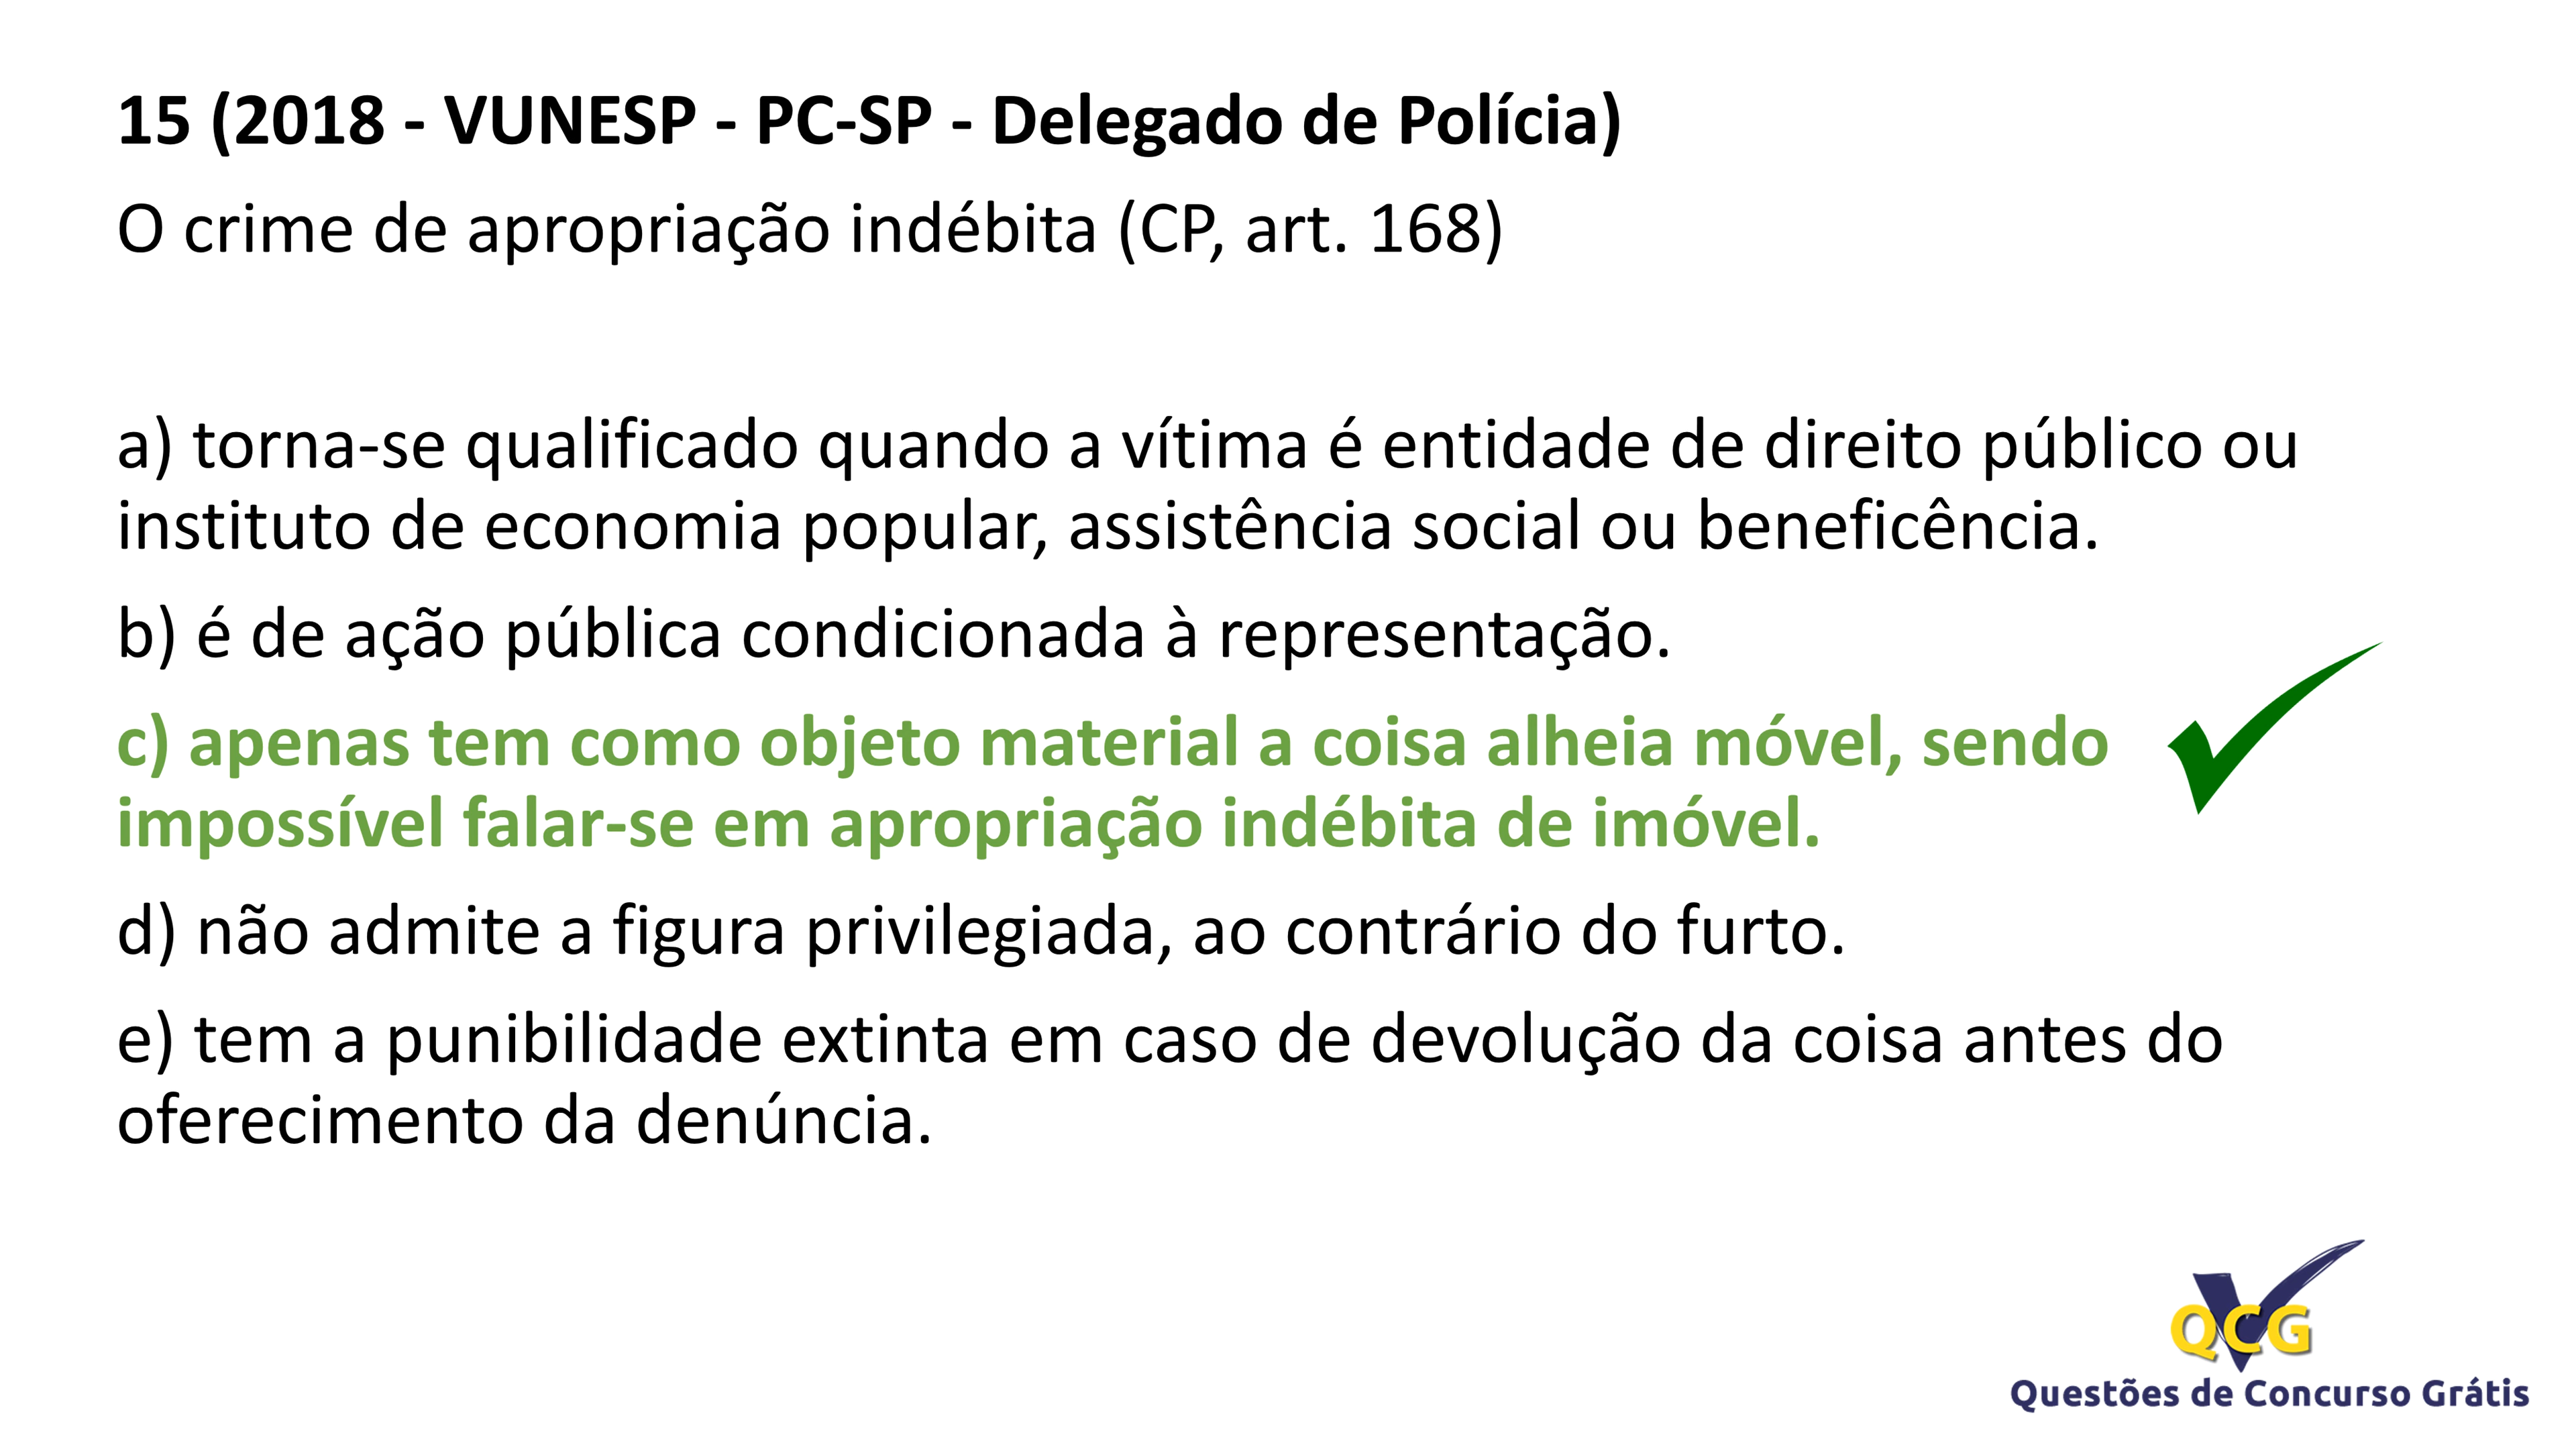 15 (2018 - VUNESP - PC-SP - Delegado de Polícia)
O crime de apropriação indébita (CP, art. 168)
a) torna-se qualificado quando a vítima é entidade de direito público ou
instituto de economia popular, assistência social ou beneficência.
b) é de ação pública condicionada à representação.
c) apenas tem como objeto material a coisa alheia móvel, sendo
impossível falar-se em apropriação indébita de imóvel.
d) não admite a figura privilegiada, ao contrário do furto.
e) tem a punibilidade extinta em caso de devolução da coisa antes do
oferecimento da denúncia.
QCG
Questões de Concurso Grátis